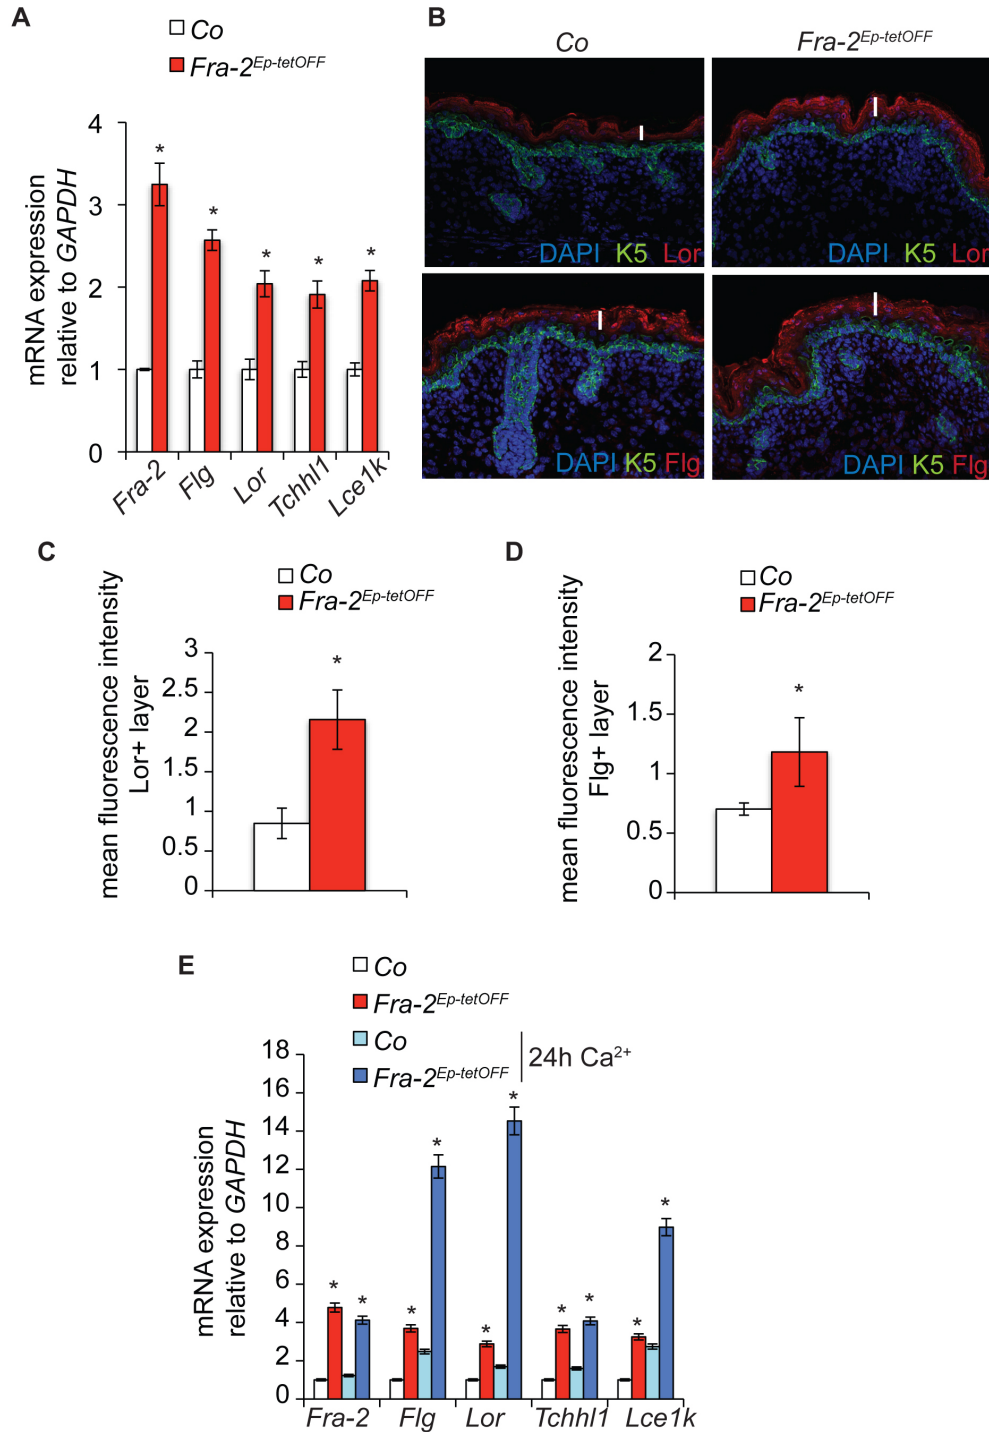 A
Co
Fra-2Ep-tetOFF
mRNA expression
relative to GAPDH
4
3
2
1
0
*
*
*
*
*
Fra-2
Flg
Lor
Tchhl1
Lce1k
B
Co
Fra-2Ep-tetOFF
DAPI K5 Lor
DAPI K5 Lor
DAPI K5 Flg
DAPI K5 Flg
C
Co
Fra-2Ep-tetOFF
mean fluorescence intensity
Lor+ layer
3
2.5
2
1.5
1
0.5
0
*
D
Co
Fra-2Ep-tetOFF
mean fluorescence intensity
Flg+ layer
2
1.5
1
0.5
0
*
E
Co
Fra-2Ep-tetOFF
Co
Fra-2Ep-tetOFF
24h Ca2+
mRNA expression
relative to GAPDH
18
16
14
12
10
8
6
4
2
0
*
*
*
*
*
*
*
*
*
*
Fra-2
Flg
Lor
Tchhl1
Lce1k